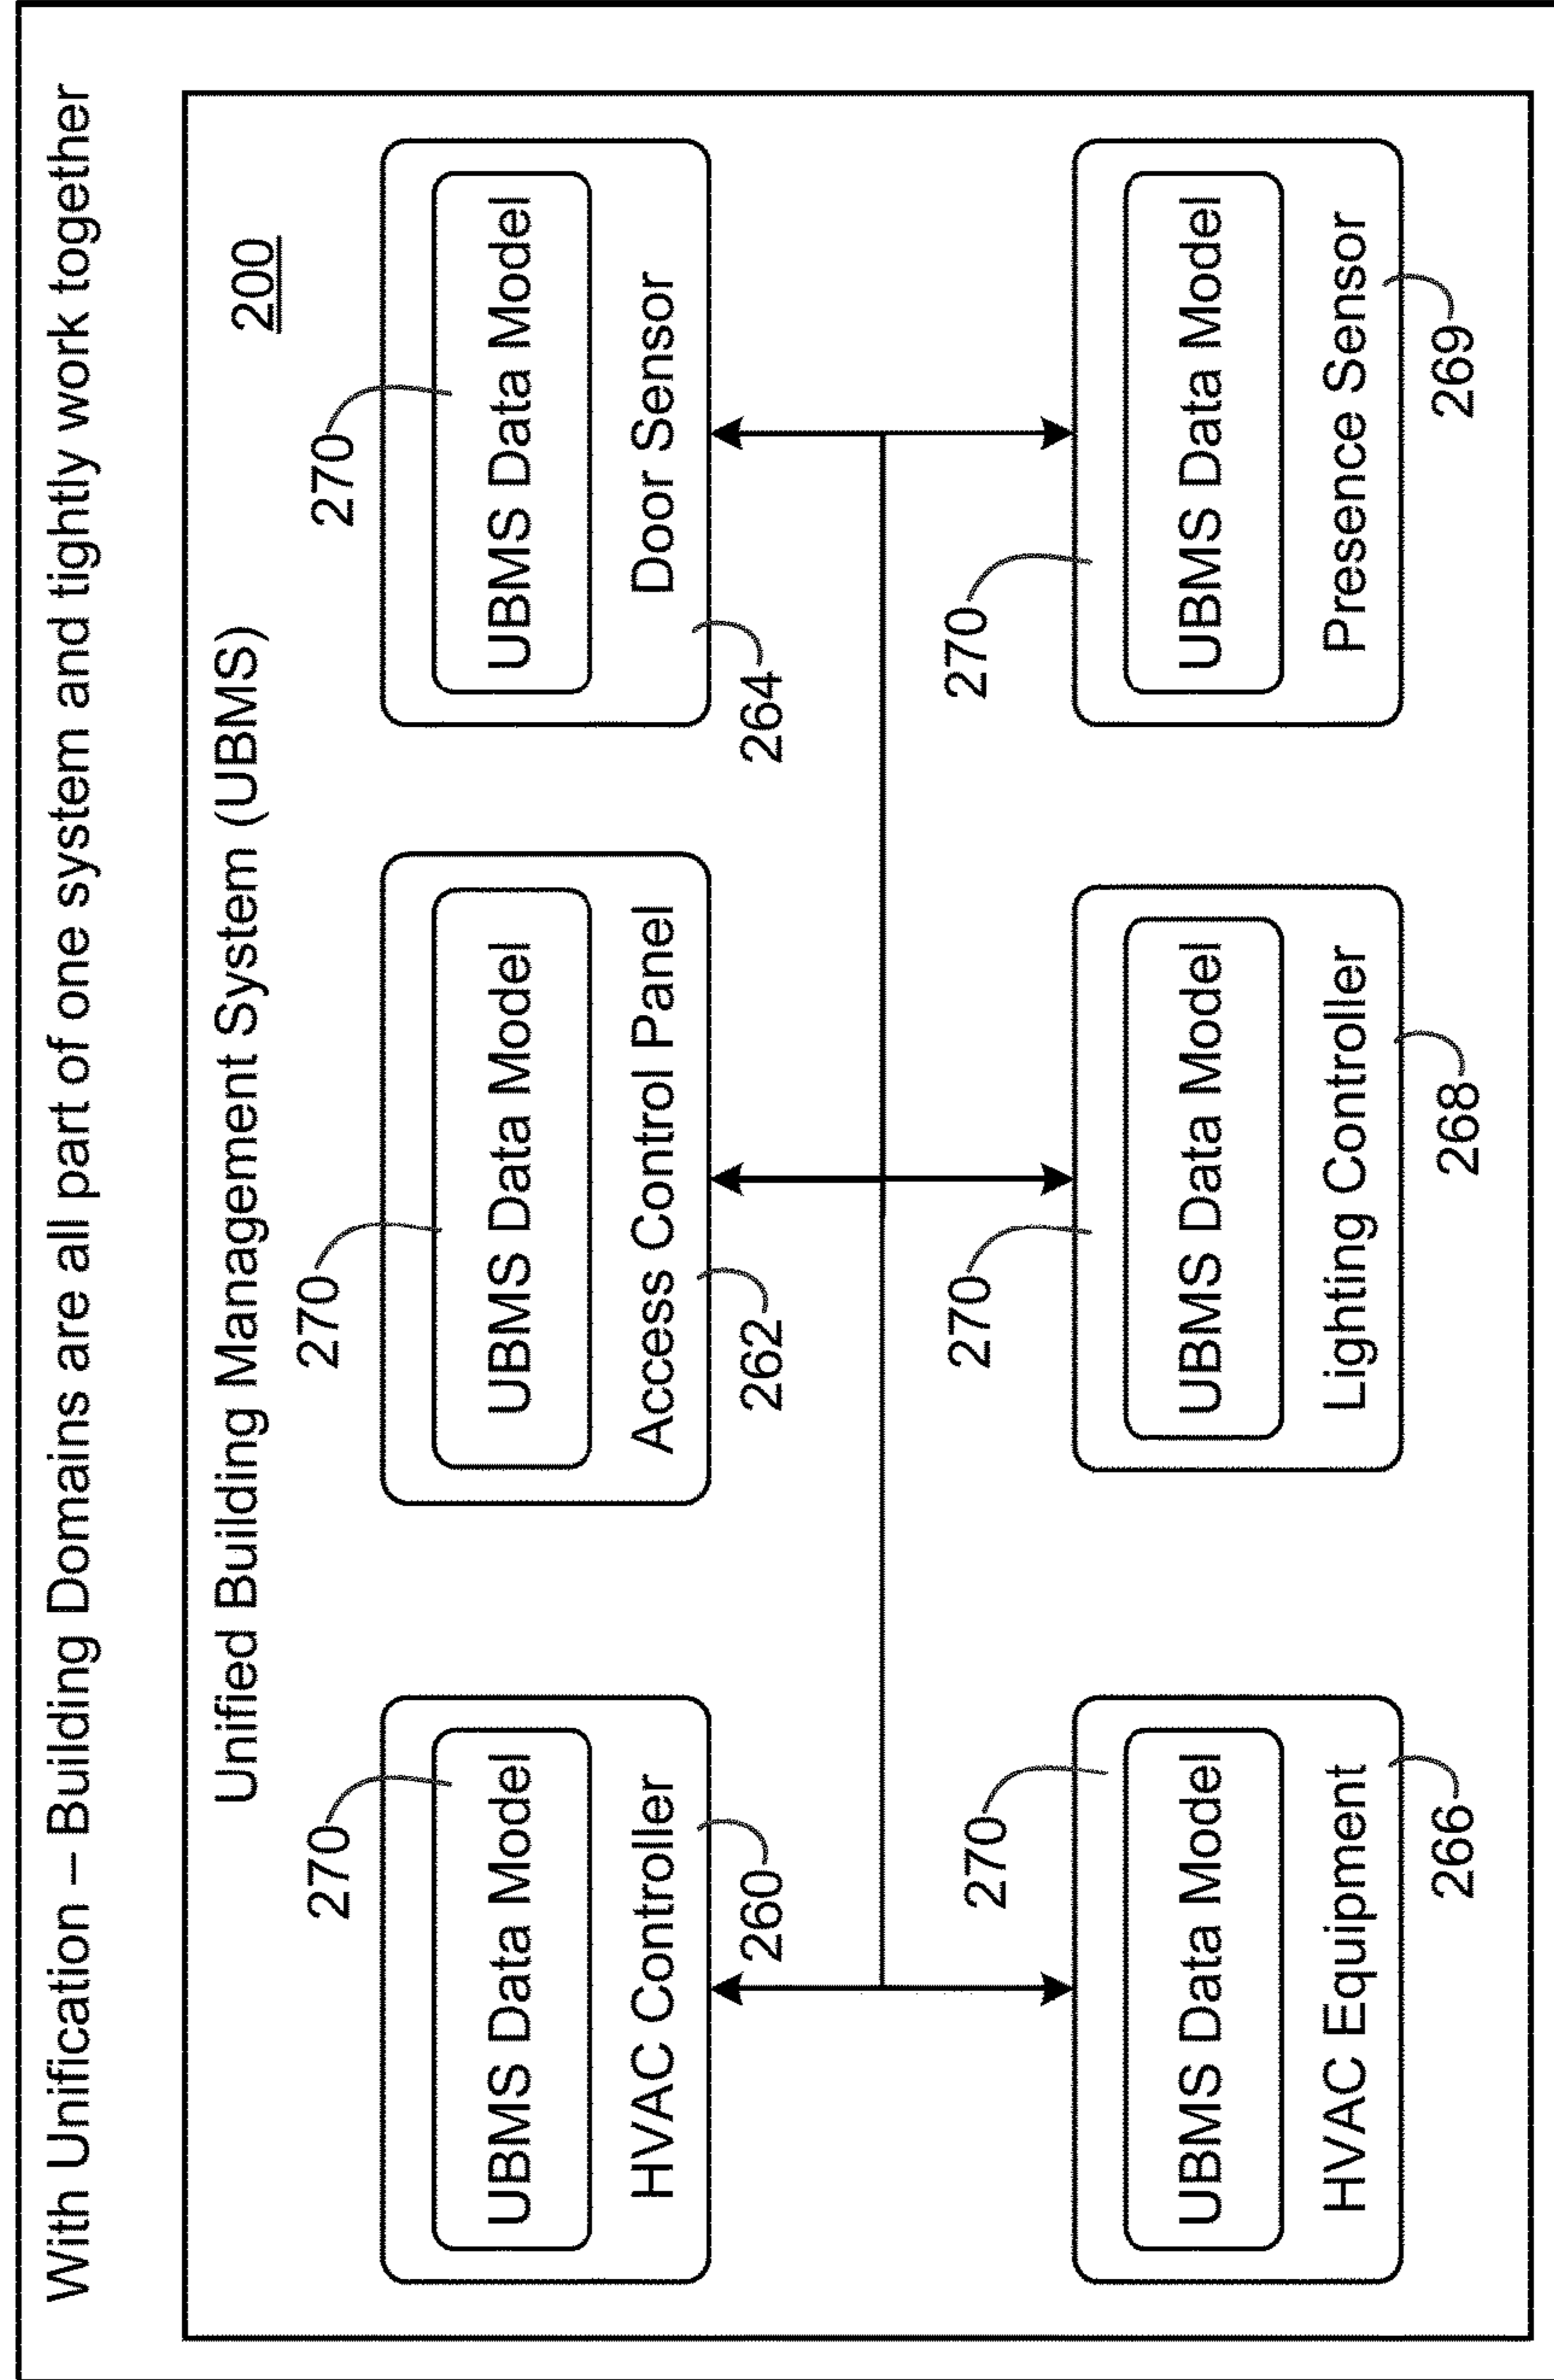 With Unification – Building Domains are all part of one system and tightly work together
Unified Building Management System (UBMS)
200
270
UBMS Data Model
HVAC Controller
260
270
UBMS Data Model
Access Control Panel
262
270
UBMS Data Model
Door Sensor
264
270
UBMS Data Model
HVAC Equipment
266
270
UBMS Data Model
Lighting Controller
268
270
UBMS Data Model
Presence Sensor
269